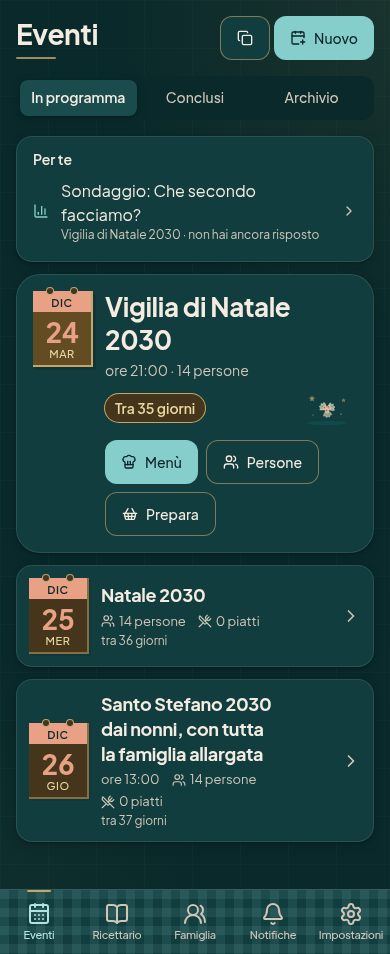 Eventi
Nuovo
In programma
Conclusi
Archivio
Per te
Sondaggio: Che secondo
facciamo?
Vigilia di Natale 2030 · non hai ancora risposto
DIC
24
MAR
Vigilia di Natale
2030
ore 21:00 · 14 persone
Tra 35 giorni
Menù
Persone
Prepara
DIC
25
MER
Natale 2030
14 persone
0 piatti
tra 36 giorni
DIC
26
GIO
Santo Stefano 2030
dai nonni, con tutta
la famiglia allargata
ore 13:00
14 persone
0 piatti
tra 37 giorni
Eventi
Ricettario
Famiglia
Notifiche
Impostazioni